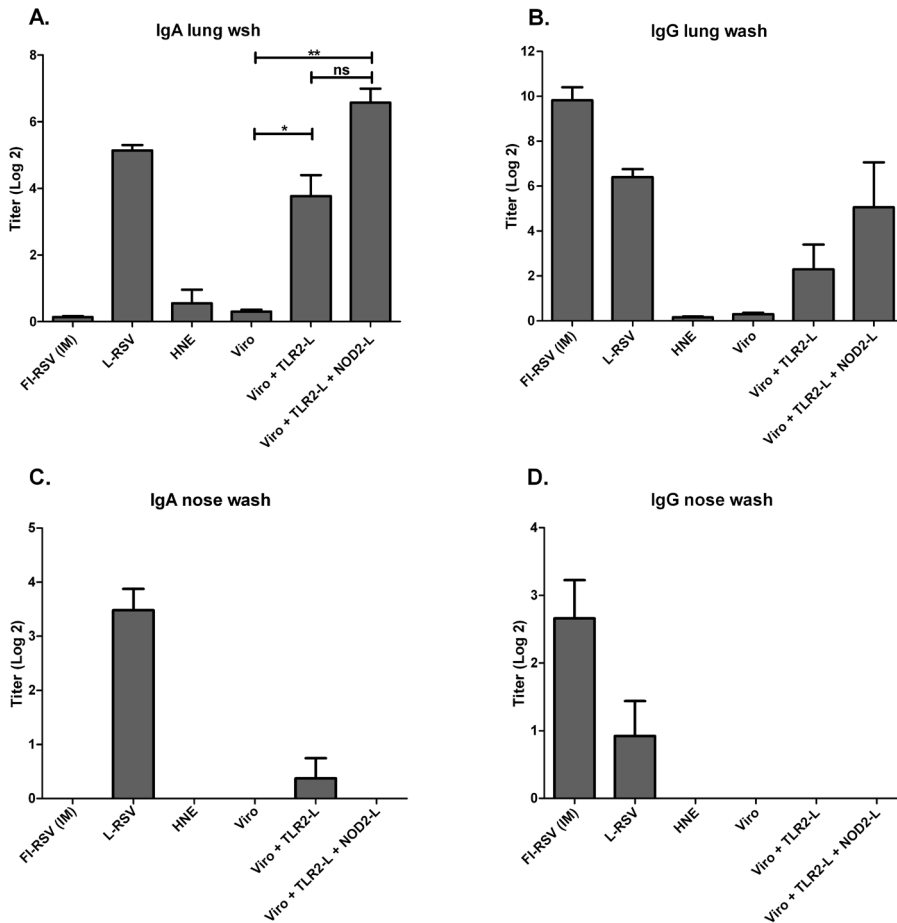 A.
IgA lung wsh
Titer (Log 2)
8
6
4
2
0
**
ns
*
FI-RSV (IM)
L-RSV
HNE
Viro
Viro + TLR2-L
Viro + TLR2-L + NOD2-L
B.
IgG lung wash
Titer (Log 2)
12
10
8
6
4
2
0
FI-RSV (IM)
L-RSV
HNE
Viro
Viro + TLR2-L
Viro + TLR2-L + NOD2-L
C.
IgA nose wash
Titer (Log 2)
5
4
3
2
1
0
FI-RSV (IM)
L-RSV
HNE
Viro
Viro + TLR2-L
Viro + TLR2-L + NOD2-L
D.
IgG nose wash
Titer (Log 2)
4
3
2
1
0
FI-RSV (IM)
L-RSV
HNE
Viro
Viro + TLR2-L
Viro + TLR2-L + NOD2-L